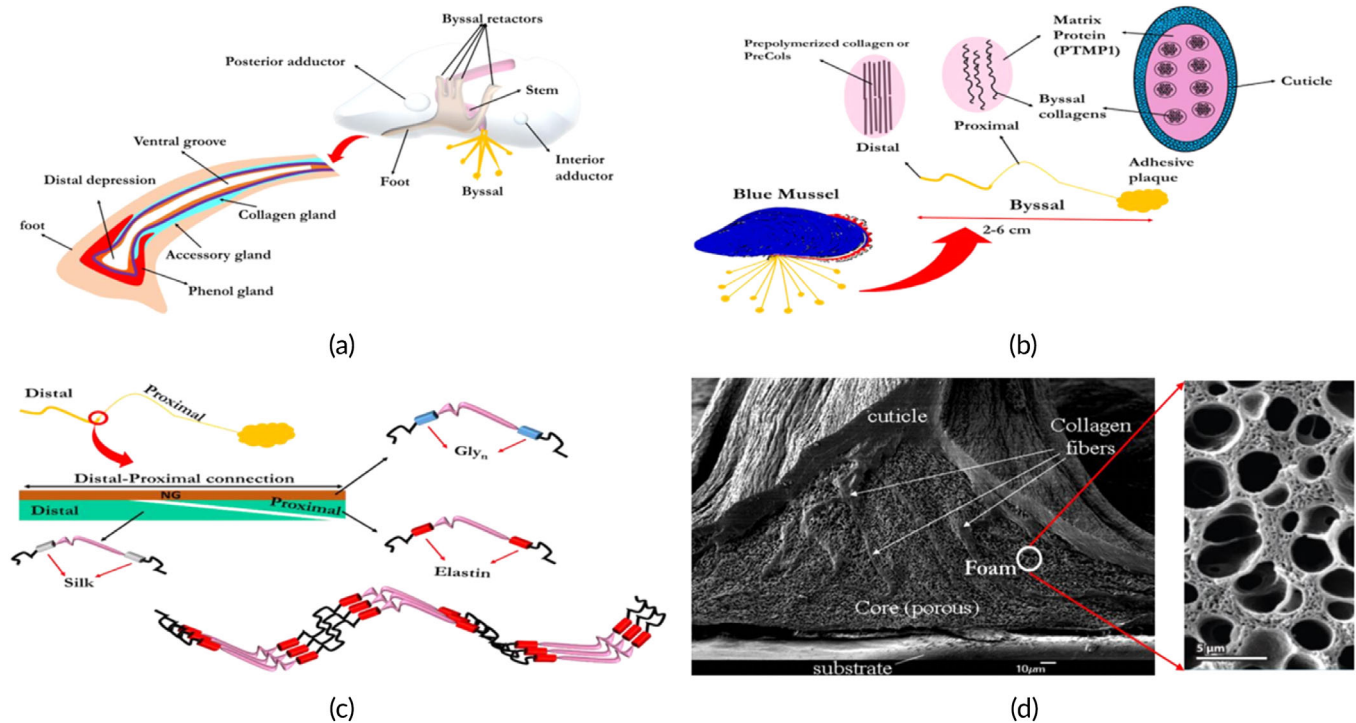 Byssal retactors
Posterior adductor
Stem
Ventral groove
Distal depression
Foot
Byssal
Interior
adductor
Collagen gland
foot
Accessory gland
Phenol gland
(a)
Prepolymerized collagen or
PreCols
Matrix
Protein
(PTMP1)
Cuticle
Byssal
collagens
Proximal
Distal
Adhesive
plaque
Blue Mussel
Byssal
2-6 cm
(b)
Distal
Proximal
Glyn
Distal-Proximal connection
NG
Distal
Proximal
Silk
Elastin
(c)
cuticle
Collagen
fibers
Foam
Core (porous)
substrate
10μm
5 μm
(d)